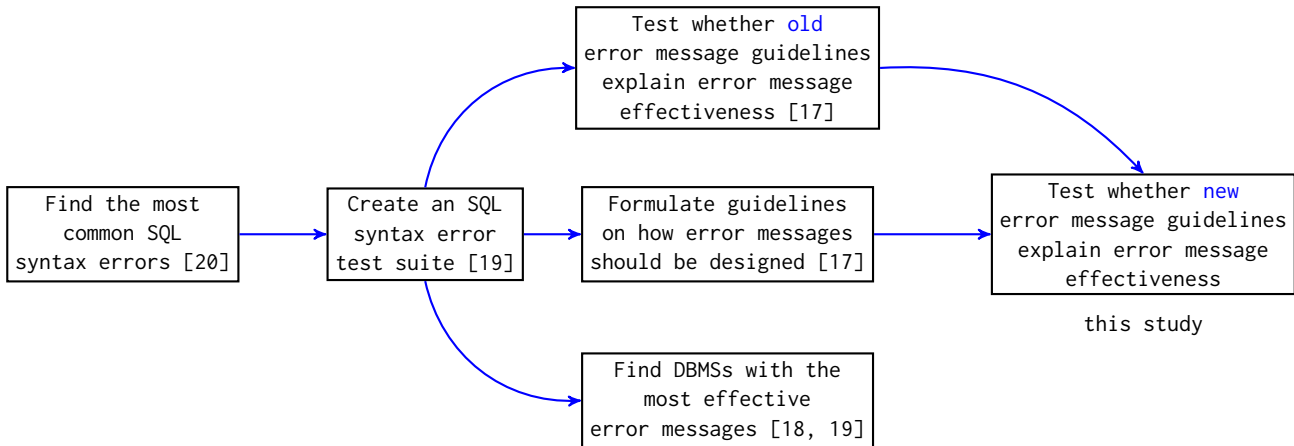 Test whether old
error message guidelines
explain error message
effectiveness [17]
Find the most
common SQL
syntax errors [20]
Create an SQL
syntax error
test suite [19]
Formulate guidelines
on how error messages
should be designed [17]
Test whether new
error message guidelines
explain error message
effectiveness
this study
Find DBMSs with the
most effective
error messages [18, 19]